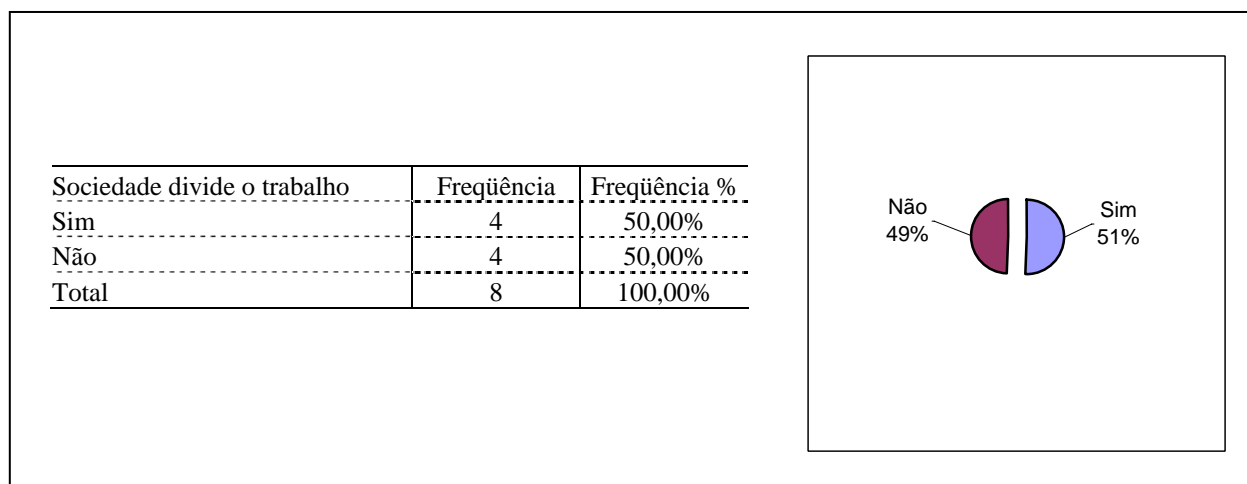 Sociedade divide o trabalho Freqüência Freqüência %
Sim 4 50,00%
Não 4 50,00%
Total 8 100,00%
Não
49%
Sim
51%